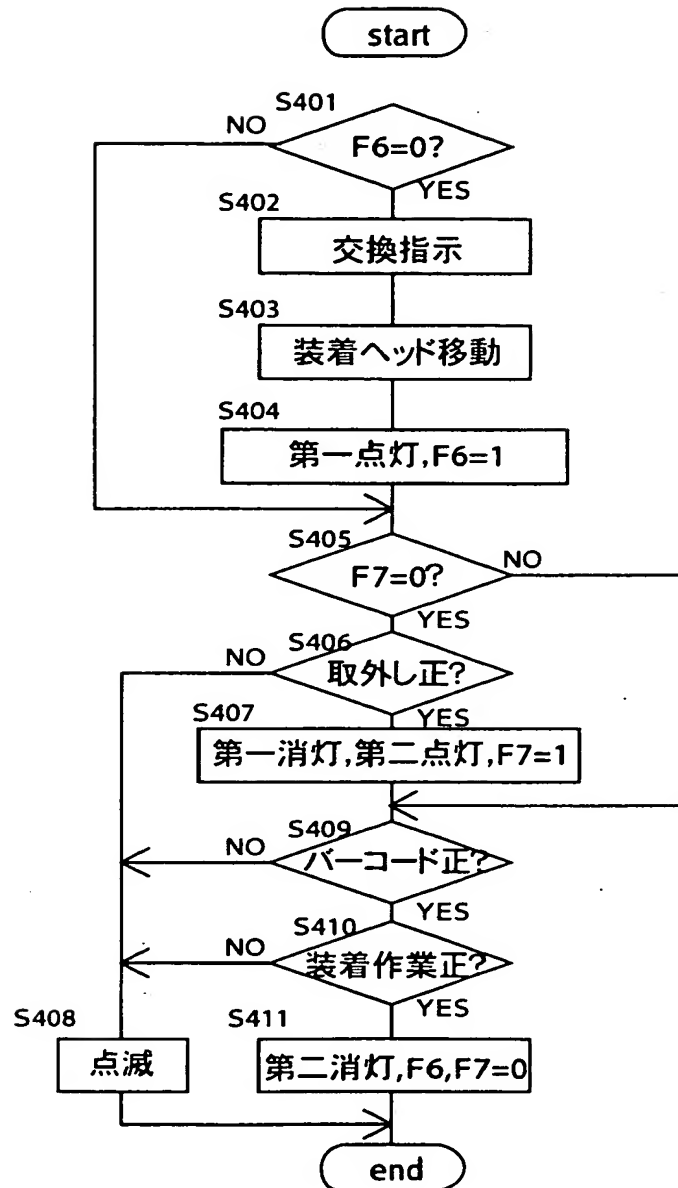 start
S401
NO
F6=0?
YES
S402
交換指示
S403
装着ヘッド移動
S404
第一点灯,F6=1
S405
NO
F7=0?
YES
S406
NO
取外し正?
YES
S407
第一消灯,第二点灯,F7=1
S409
NO
バーコード正?
YES
S410
NO
装着作業正?
YES
S408
S411
点滅
第二消灯,F6,F7=0
end